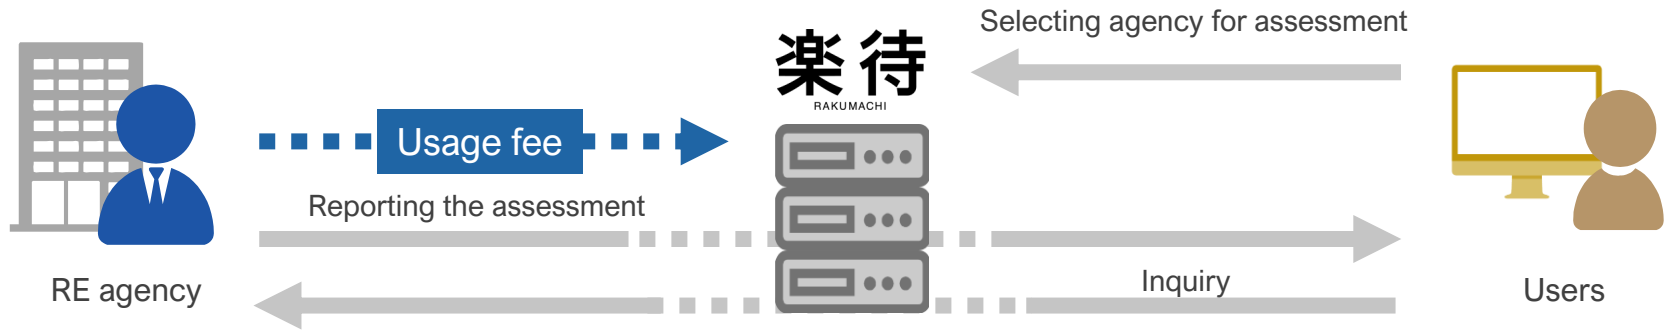 Selecting agency for assessment
楽待
RAKUMACHI
Usage fee
Reporting the assessment
Inquiry
RE agency
Users